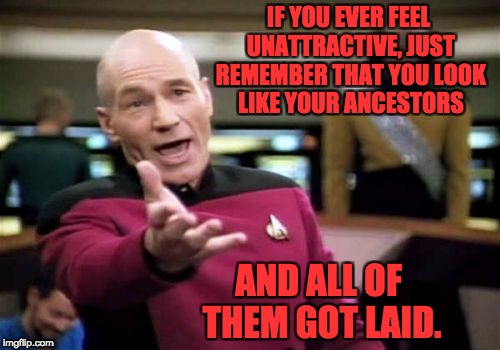 IF YOU EVER FEEL
UNATTRACTIVE, JUST
REMEMBER THAT YOU LOOK
LIKE YOUR ANCESTORS
AND ALL OF
THEM GOT LAID.
imgflip.com